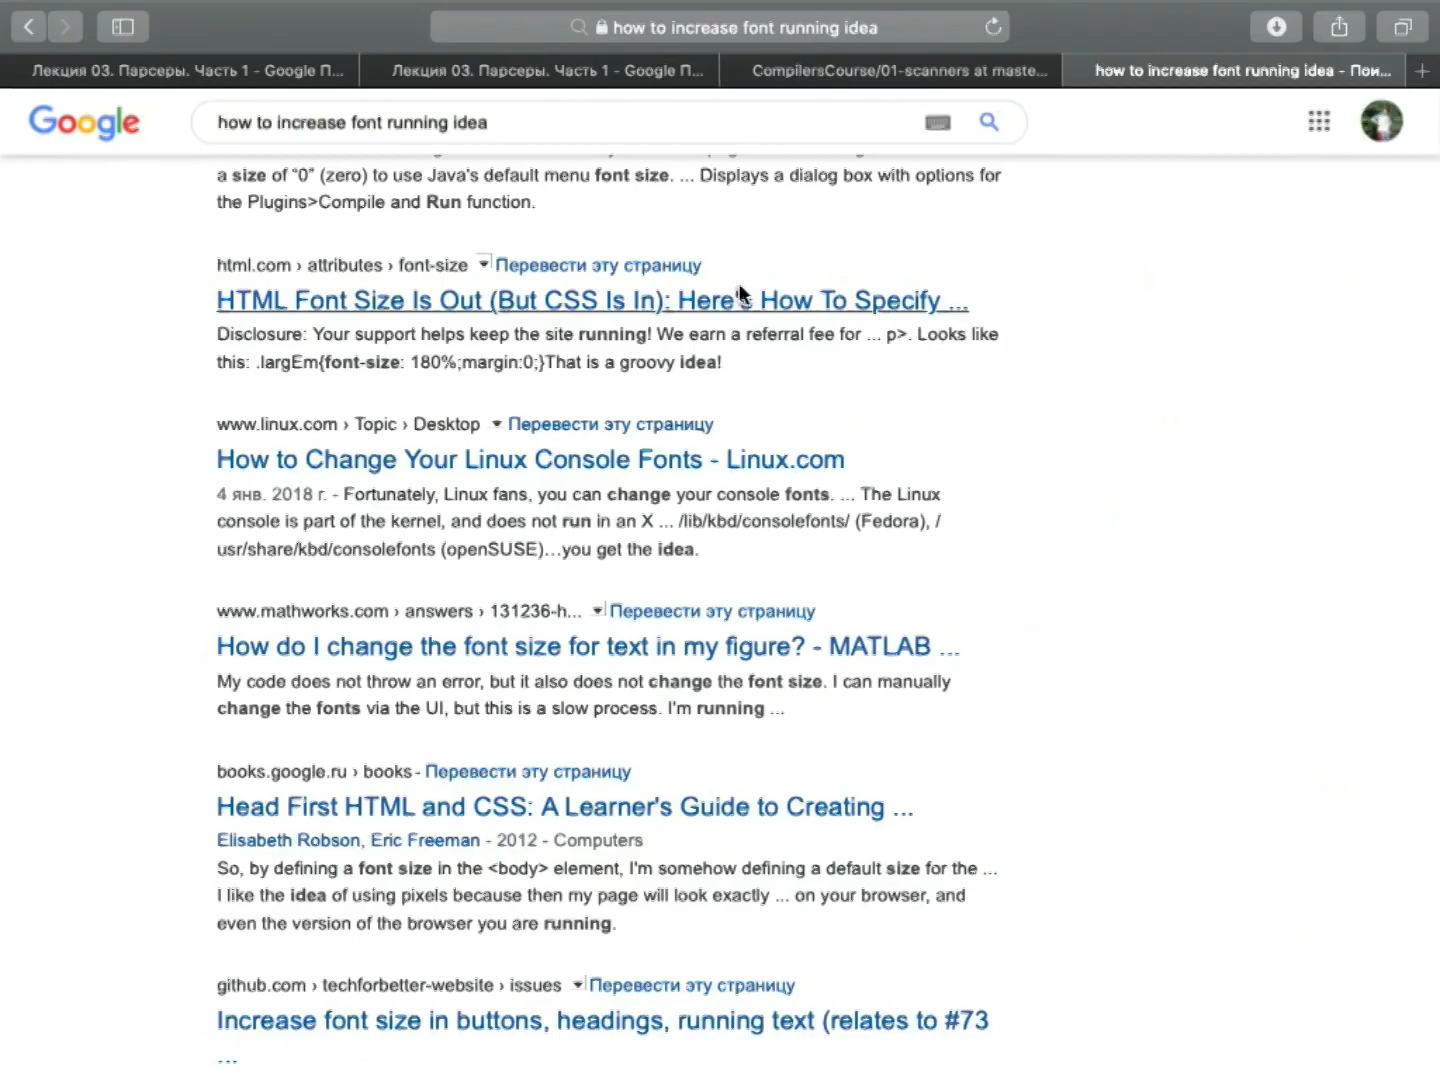 how to increase font running idea
Лекция 03. Парсеры. Часть 1 - Google П...
Лекция 03. Парсеры. Часть 1 - Google П...
CompilersCourse/01-scanners at maste...
how to increase font running idea - Пои...
Google
how to increase font running idea
a size of “0” (zero) to use Java's default menu font size. ... Displays a dialog box with options for
the Plugins>Compile and Run function.
html.com › attributes › font-size Перевести эту страницу
HTML Font Size Is Out (But CSS Is In): Here's How To Specify ...
Disclosure: Your support helps keep the site running! We earn a referral fee for ... p>. Looks like
this: .largEm{font-size: 180%;margin:0;}That is a groovy idea!
www.linux.com › Topic › Desktop Перевести эту страницу
How to Change Your Linux Console Fonts - Linux.com
4 янв. 2018 г. - Fortunately, Linux fans, you can change your console fonts. ... The Linux
console is part of the kernel, and does not run in an X ... /lib/kbd/consolefonts/ (Fedora), /
usr/share/kbd/consolefonts (openSUSE)…you get the idea.
www.mathworks.com › answers › 131236-h... Перевести эту страницу
How do I change the font size for text in my figure? - MATLAB ...
My code does not throw an error, but it also does not change the font size. I can manually
change the fonts via the UI, but this is a slow process. I'm running ...
books.google.ru › books - Перевести эту страницу
Head First HTML and CSS: A Learner's Guide to Creating ...
Elisabeth Robson, Eric Freeman - 2012 - Computers
So, by defining a font size in the <body> element, I'm somehow defining a default size for the ...
I like the idea of using pixels because then my page will look exactly ... on your browser, and
even the version of the browser you are running.
github.com › techforbetter-website › issues Перевести эту страницу
Increase font size in buttons, headings, running text (relates to #73
...